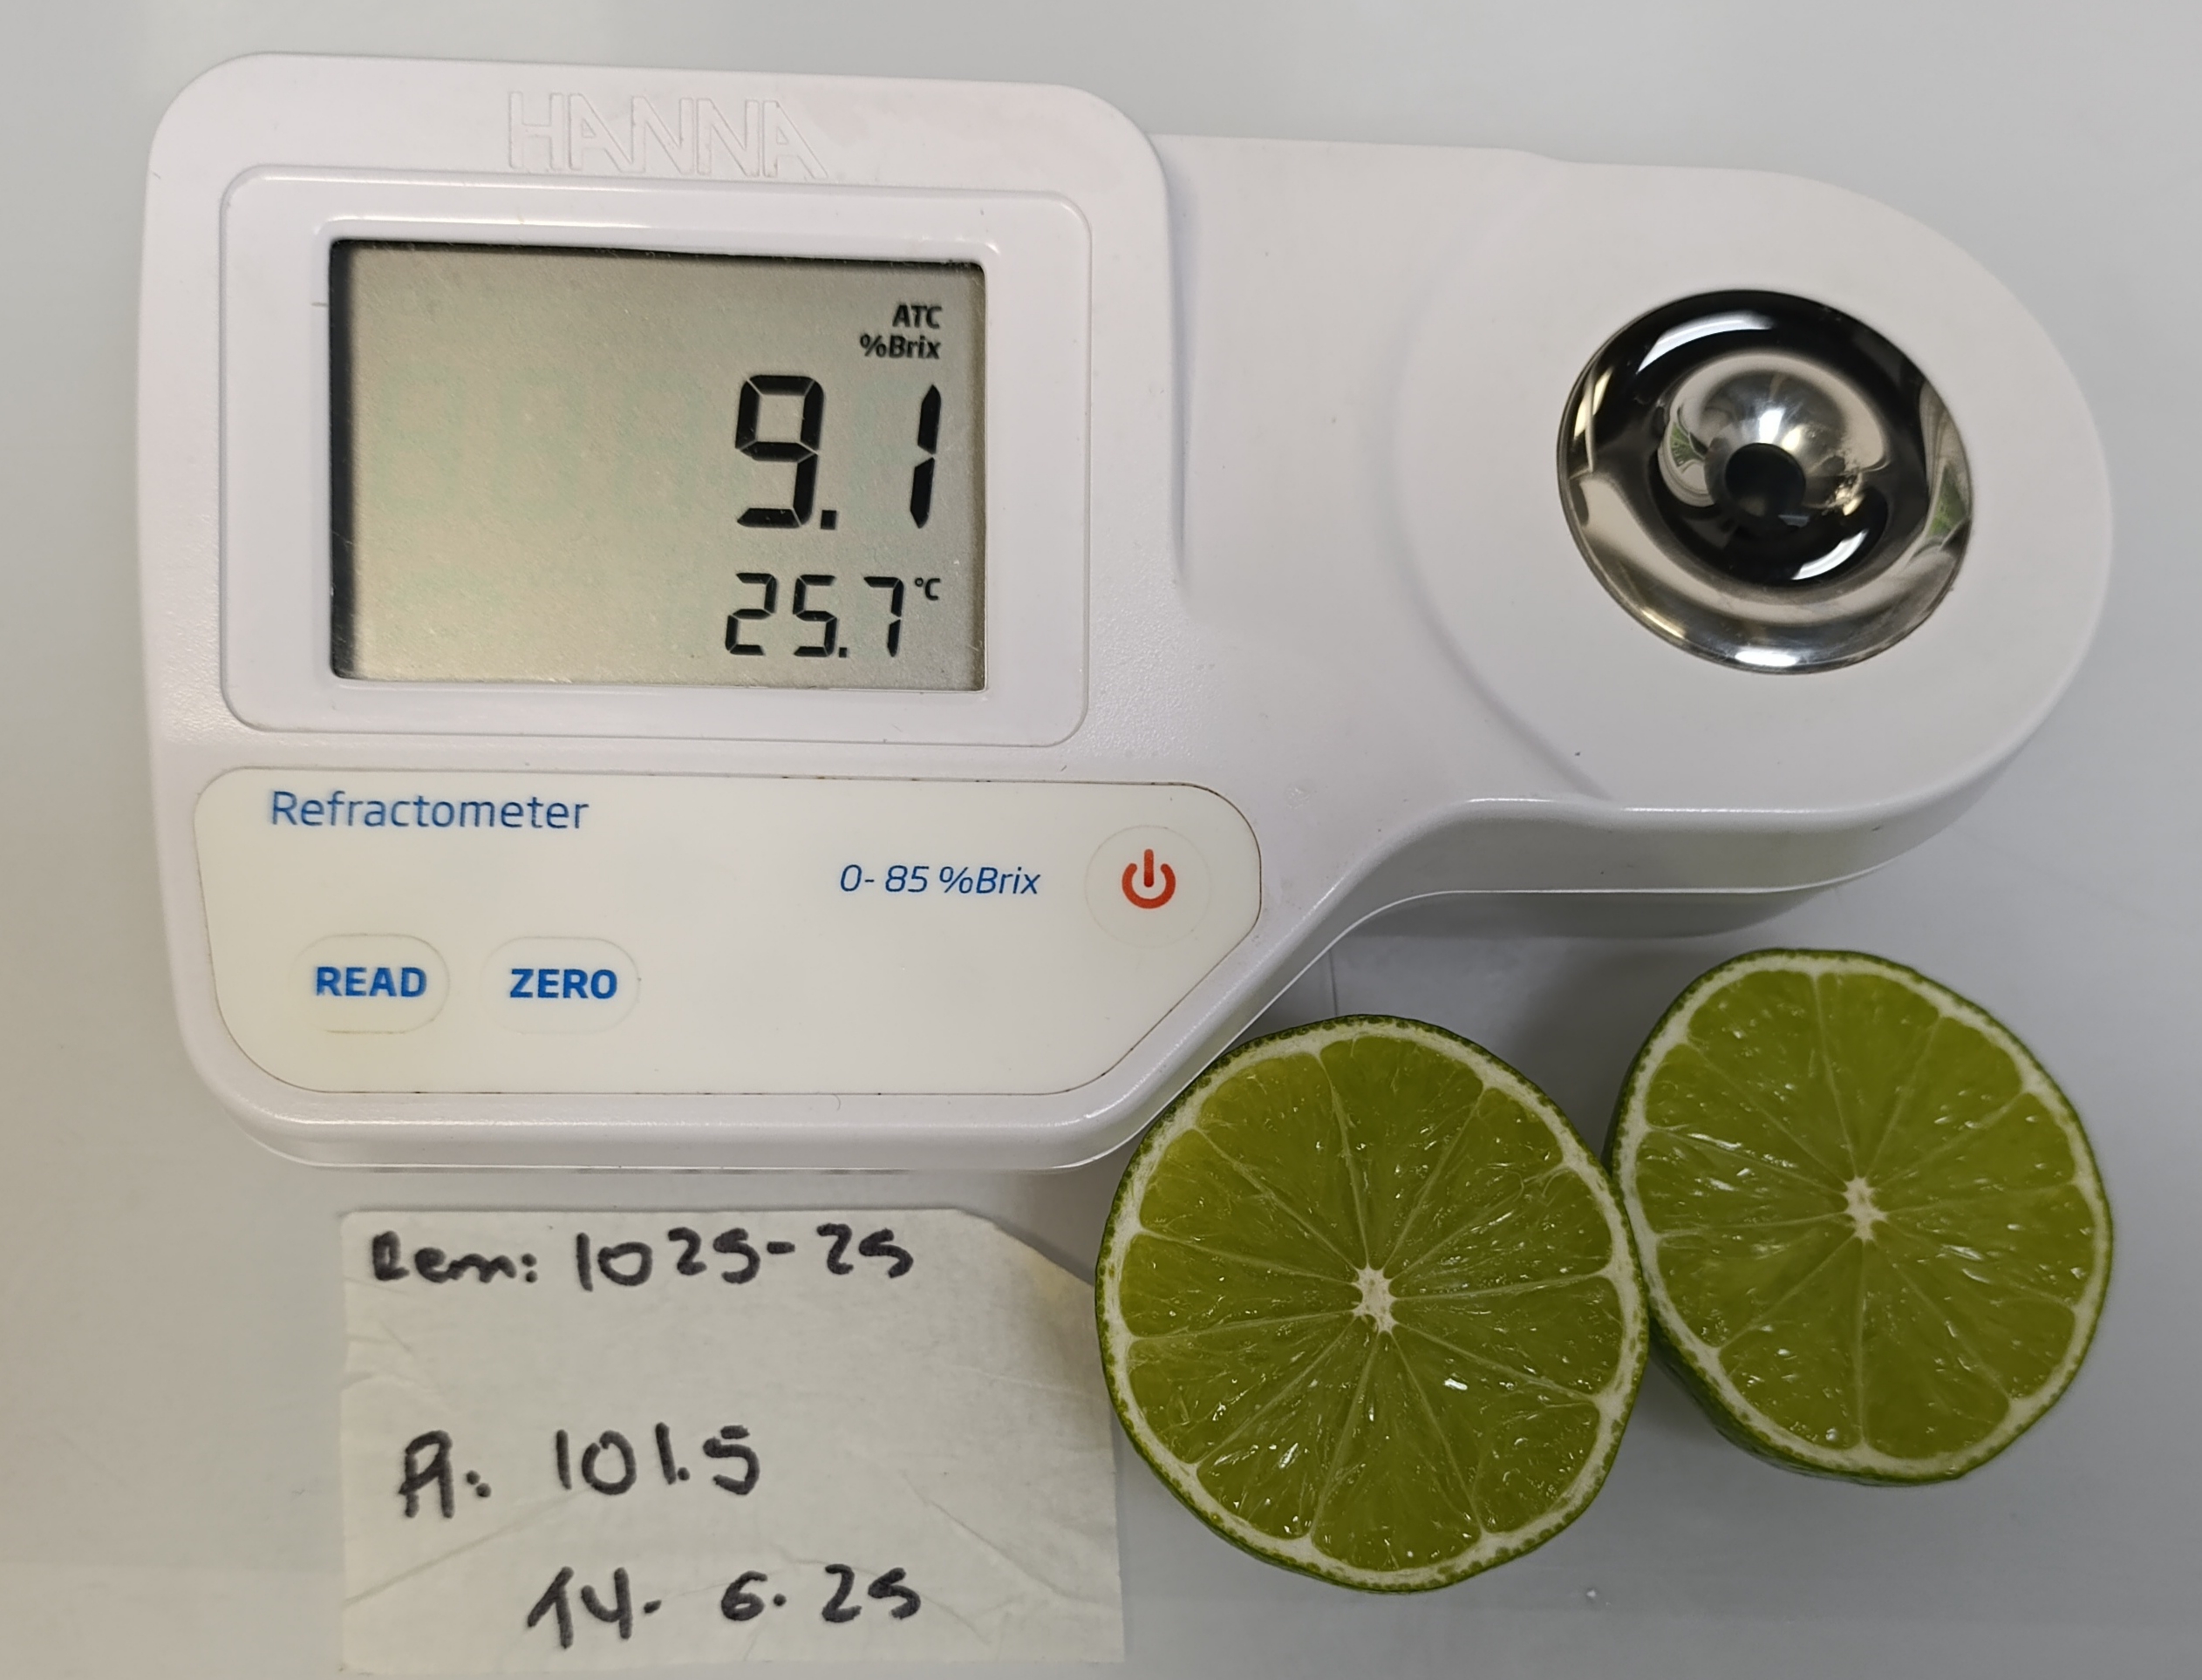 HANNA
ATC
%Brix
9.1
25.7 °C
Refractometer
0-85 %Brix
READ ZERO
Rem: 1025-25
A: 101.5
14. 6. 25